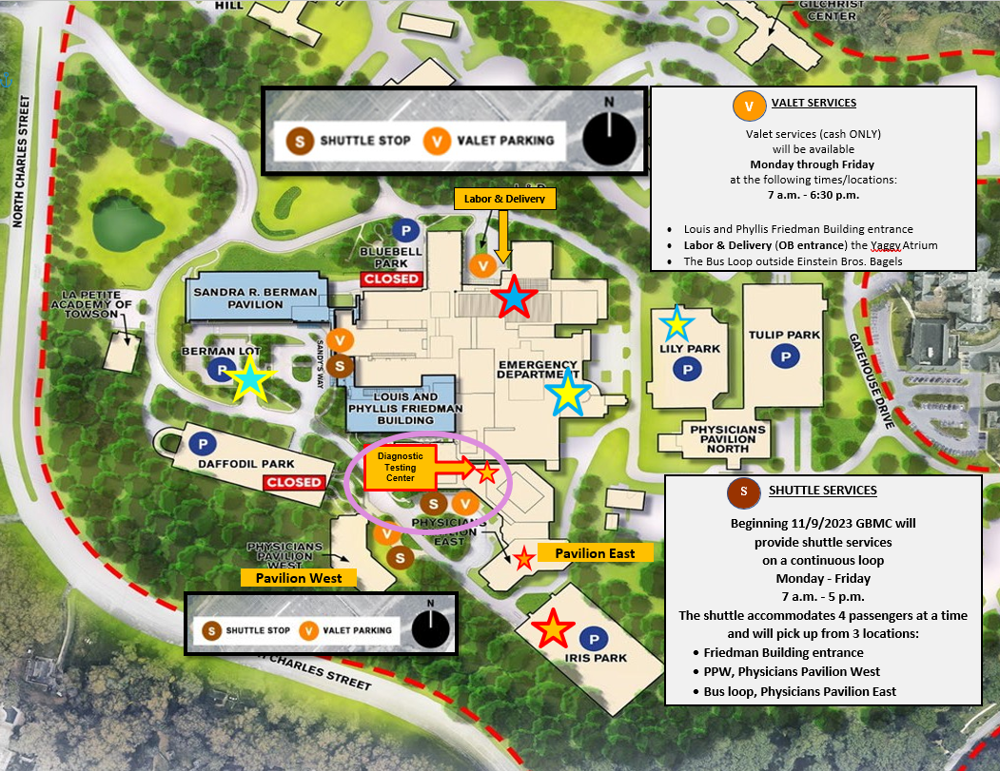 HILL
GILCHRIST
CENTER
NORTH CHARLES STREET
N
S SHUTTLE STOP V VALET PARKING
V VALET SERVICES
Valet services (cash ONLY)
will be available
Monday through Friday
at the following times/locations:
7 a.m. - 6:30 p.m.
• Louis and Phyllis Friedman Building entrance
• Labor & Delivery (OB entrance) the Yaggy Atrium
• The Bus Loop outside Einstein Bros. Bagels
Labor & Delivery
P
BLUEBELL
PARK
CLOSED
V
SANDRA R. BERMAN
PAVILION
LA PETITE
ACADEMY OF
TOWSON
BERMAN LOT
P
SANDY'S WAY
V
S
EMERGENCY
DEPARTMENT
LOUIS AND
PHYLLIS FRIEDMAN
BUILDING
LILY PARK
P
TULIP PARK
P
GATEHOUSE DRIVE
PHYSICIANS
PAVILION
NORTH
P
DAFFODIL PARK
CLOSED
Diagnostic
Testing
Center
S V
PHYSICIANS
PAVILION
EAST
V
S
PHYSICIANS
PAVILION
WEST
Pavilion West
Pavilion East
P
IRIS PARK
N
S SHUTTLE STOP V VALET PARKING
CHARLES STREET
S SHUTTLE SERVICES
Beginning 11/9/2023 GBMC will
provide shuttle services
on a continuous loop
Monday - Friday
7 a.m. - 5 p.m.
The shuttle accommodates 4 passengers at a time
and will pick up from 3 locations:
• Friedman Building entrance
• PPW, Physicians Pavilion West
• Bus loop, Physicians Pavilion East